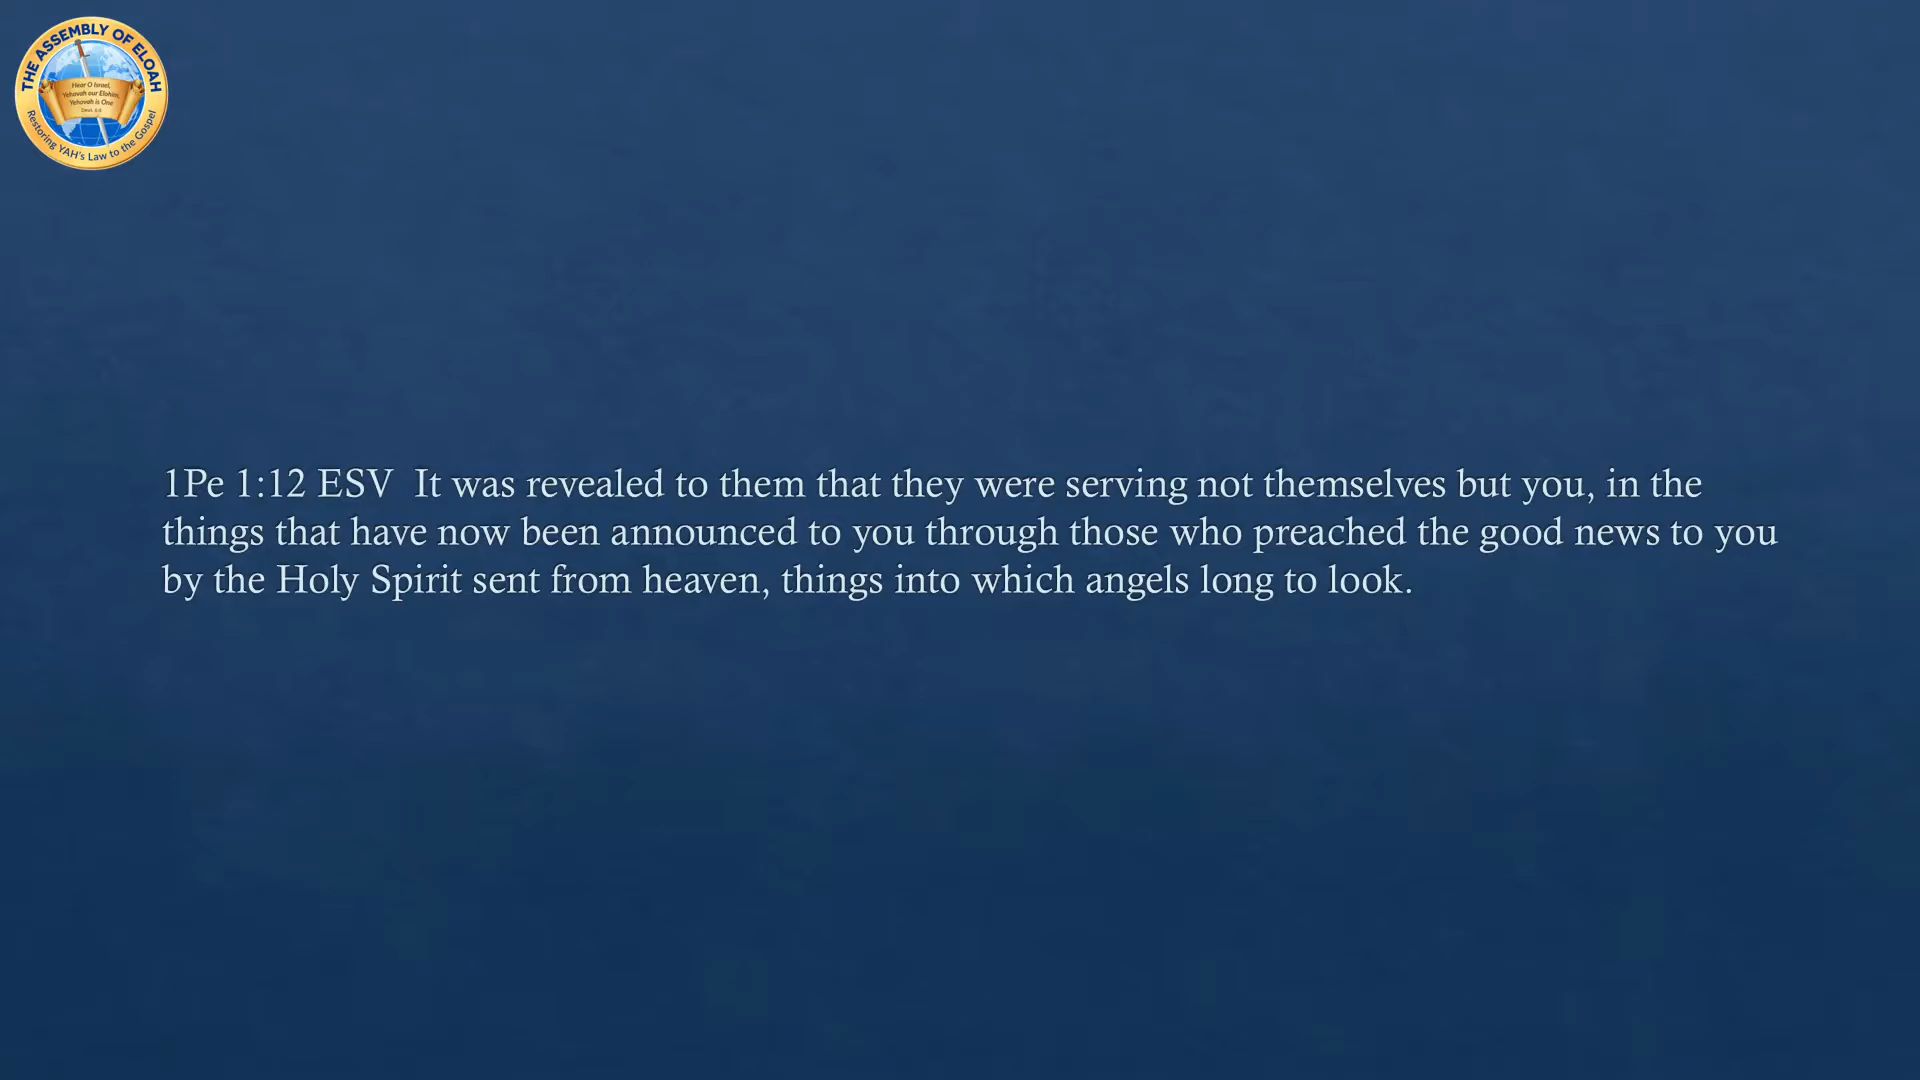 THE ASSEMBLY OF ELOAH
Hear O Israel,
Yehovah our Elohim,
Yehovah is One
Deut. 6:4
Restoring YAH's Law to the Gospel
1Pe 1:12 ESV  It was revealed to them that they were serving not themselves but you, in the
things that have now been announced to you through those who preached the good news to you
by the Holy Spirit sent from heaven, things into which angels long to look.